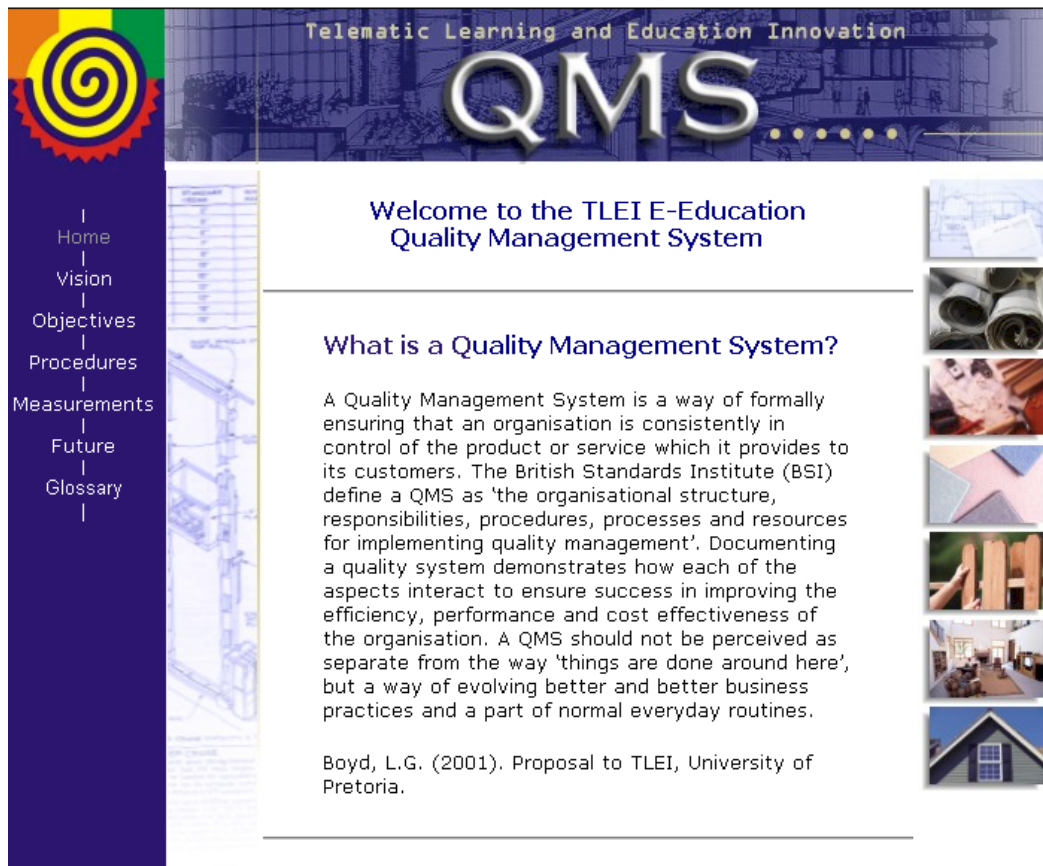 Telematic Learning and Education Innovation
QMS
Home
Vision
Objectives
Procedures
Measurements
Future
Glossary
Welcome to the TLEI E-Education
Quality Management System
What is a Quality Management System?
A Quality Management System is a way of formally
ensuring that an organisation is consistently in
control of the product or service which it provides to
its customers. The British Standards Institute (BSI)
define a QMS as ‘the organisational structure,
responsibilities, procedures, processes and resources
for implementing quality management’. Documenting
a quality system demonstrates how each of the
aspects interact to ensure success in improving the
efficiency, performance and cost effectiveness of
the organisation. A QMS should not be perceived as
separate from the way ‘things are done around here’,
but a way of evolving better and better business
practices and a part of normal everyday routines.
Boyd, L.G. (2001). Proposal to TLEI, University of
Pretoria.